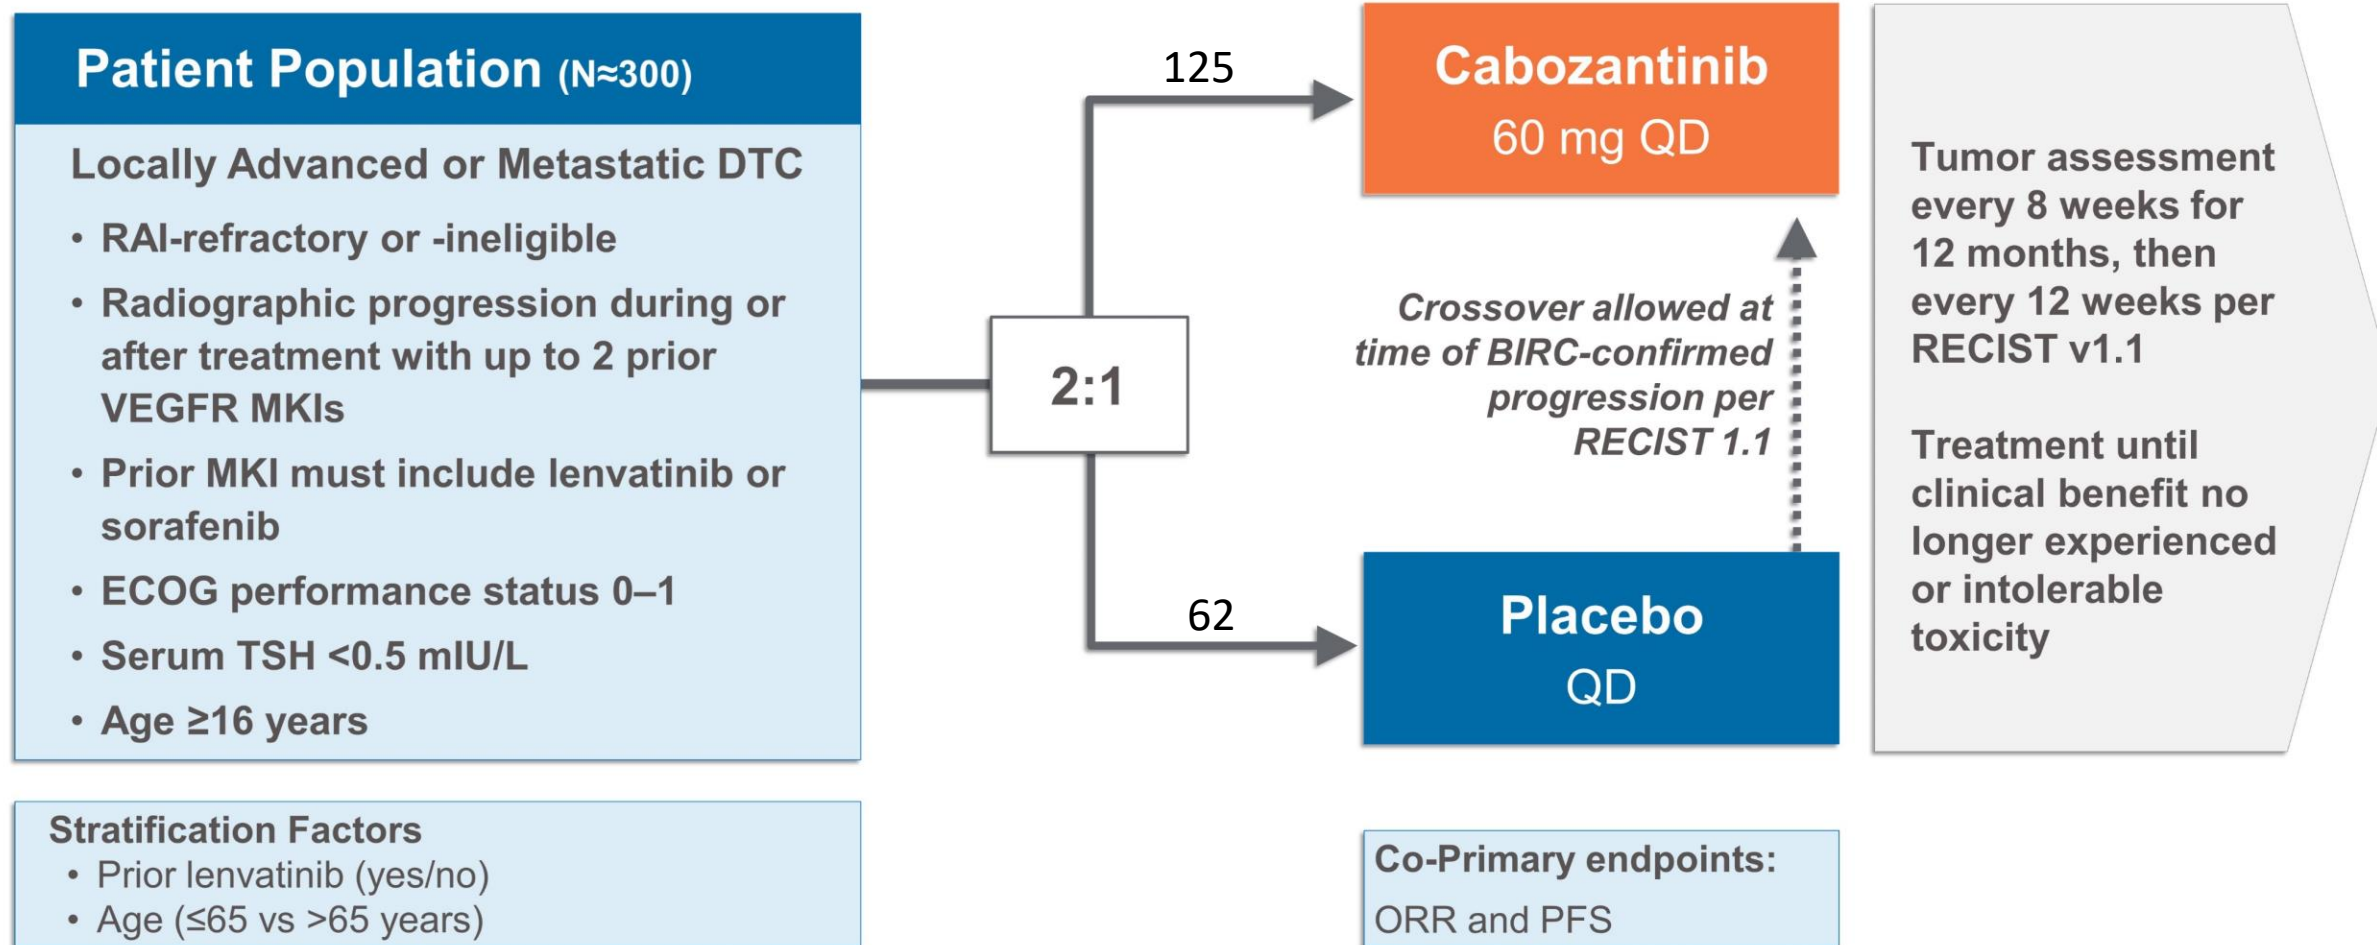 Patient Population (N≈300)
Locally Advanced or Metastatic DTC
• RAI-refractory or -ineligible
• Radiographic progression during or
after treatment with up to 2 prior
VEGFR MKIs
• Prior MKI must include lenvatinib or
sorafenib
• ECOG performance status 0–1
• Serum TSH <0.5 mIU/L
• Age ≥16 years
Stratification Factors
• Prior lenvatinib (yes/no)
• Age (≤65 vs >65 years)
2:1
125
62
Cabozantinib
60 mg QD
Crossover allowed at
time of BIRC-confirmed
progression per
RECIST 1.1
Placebo
QD
Co-Primary endpoints:
ORR and PFS
Tumor assessment
every 8 weeks for
12 months, then
every 12 weeks per
RECIST v1.1
Treatment until
clinical benefit no
longer experienced
or intolerable
toxicity